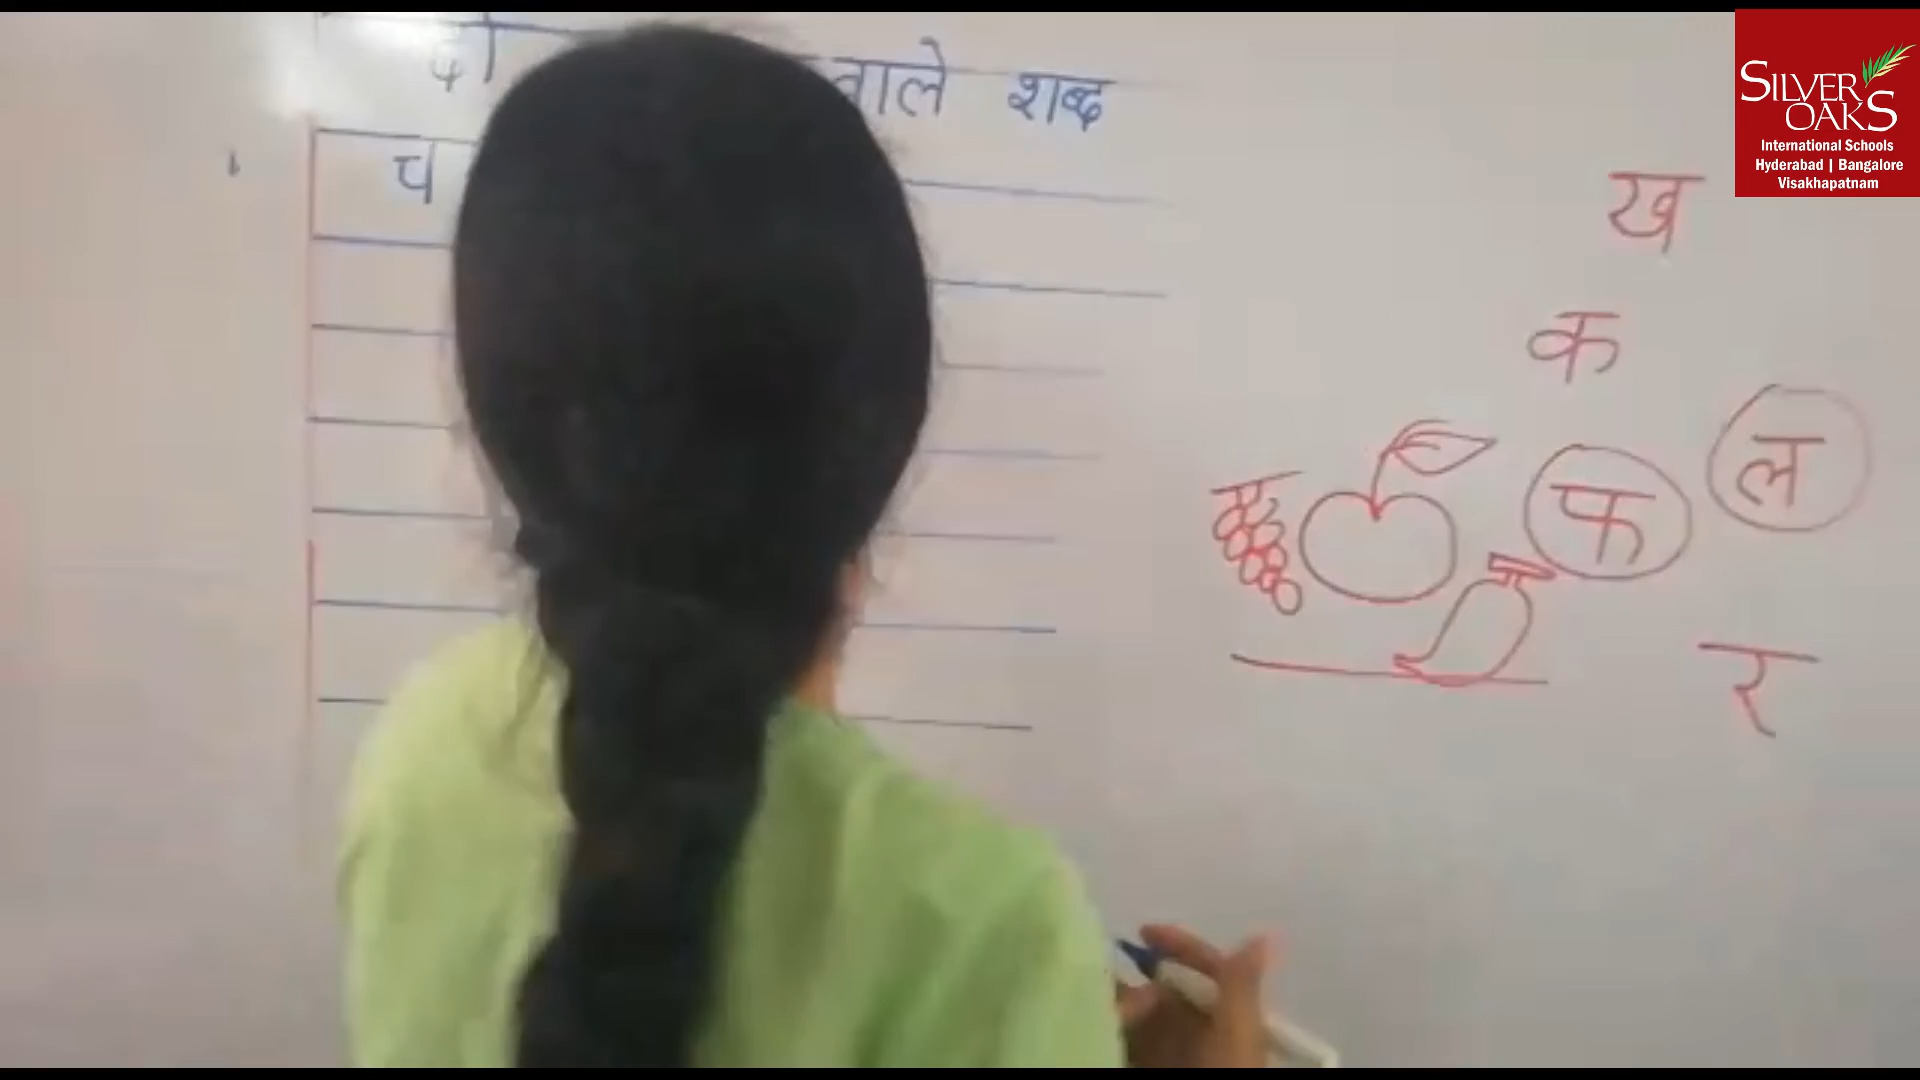 दो वाले शब्द
च
ख
क
फ ल
र
SILVER
OAKS
International Schools
Hyderabad | Bangalore
Visakhapatnam